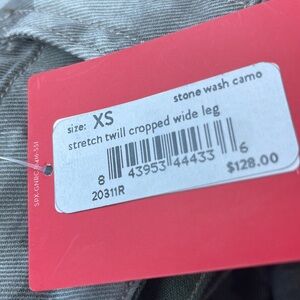 size: XS
stone wash camo
stretch twill cropped wide leg
8 43953 44433 6
20311R
$128.00